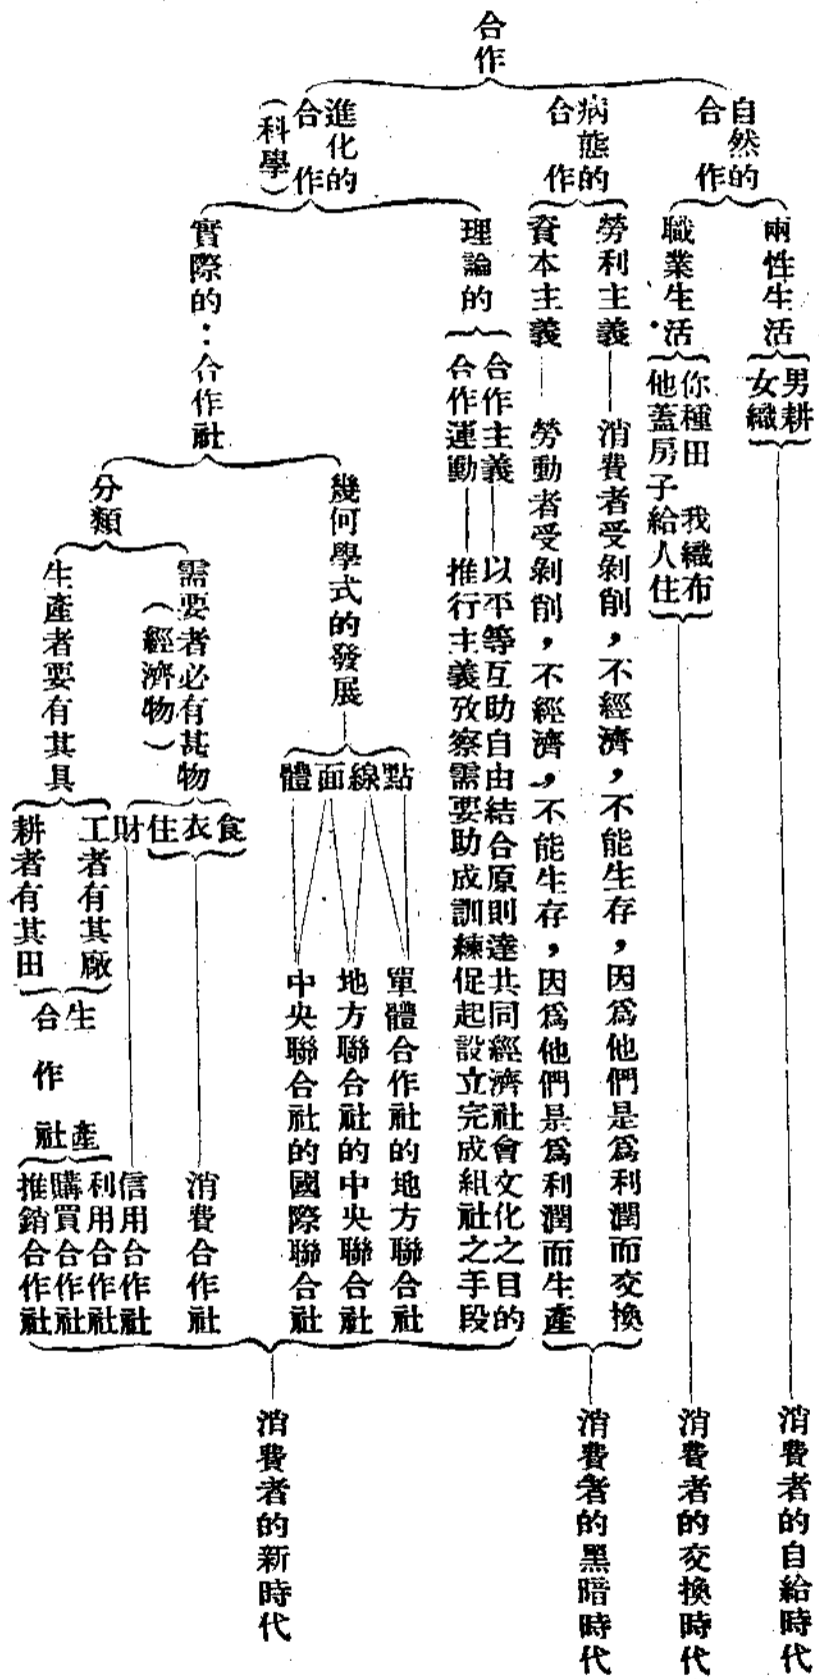 合作
自然的合作
兩性生活
男耕女織
消費者的自給時代
職業生活
你種田 我織布
他蓋房子給人住
消費者的交換時代
病態的合作
勞利主義
消費者受剝削，不經濟，不能生存，因爲他們是爲利潤而交換
資本主義
勞動者受剝削，不經濟，不能生存，因爲他們是爲利潤而生產
消費者的黑暗時代
進化的合作
（科學）
理論的
合作主義
以平等互助自由結合原則達共同經濟社會文化之目的
合作運動
推行主義攷察需要助成訓練促起設立完成組社之手段
實際的：合作社
幾何學式的發展
點線面體
單體合作社的地方聯合社
地方聯合社的中央聯合社
中央聯合社的國際聯合社
分類
需要者必有其物
（經濟物）
食衣住財
消費合作社
信用合作社
生產者要有其具
工者有其廠
耕者有其田
生產合作社
利用合作社
購買合作社
推銷合作社
消費者的新時代